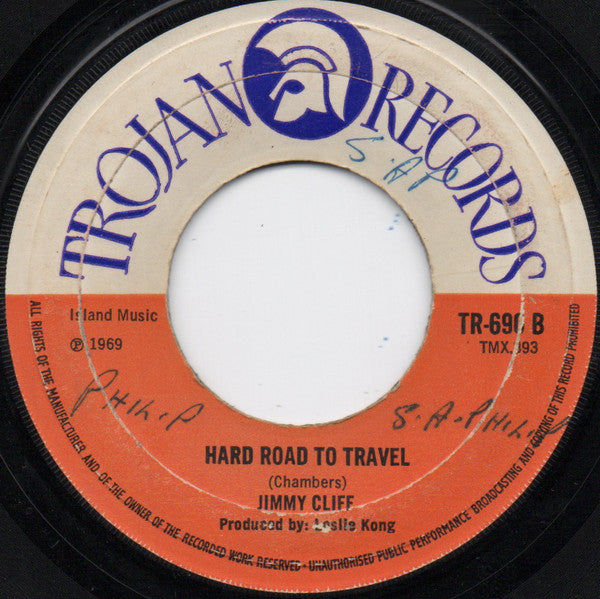 TROJAN RECORDS
S.A.P
Island Music
℗ 1969
TR-690 B
TMX.393
PHIL.P
S.A.PHILIP
HARD ROAD TO TRAVEL
(Chambers)
JIMMY CLIFF
Produced by: Leslie Kong
ALL RIGHTS OF THE MANUFACTURER AND OF THE OWNER OF THE RECORDED WORK RESERVED - UNAUTHORISED PUBLIC PERFORMANCE BROADCASTING AND COPYING OF THIS RECORD PROHIBITED